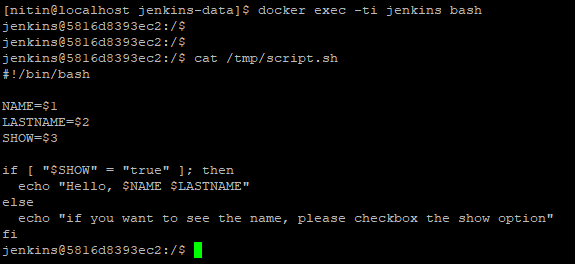 [nitin@localhost jenkins-data]$ docker exec -ti jenkins bash
jenkins@5816d8393ec2:/$
jenkins@5816d8393ec2:/$
jenkins@5816d8393ec2:/$ cat /tmp/script.sh
#!/bin/bash

NAME=$1
LASTNAME=$2
SHOW=$3

if [ "$SHOW" = "true" ]; then
  echo "Hello, $NAME $LASTNAME"
else
  echo "if you want to see the name, please checkbox the show option"
fi
jenkins@5816d8393ec2:/$